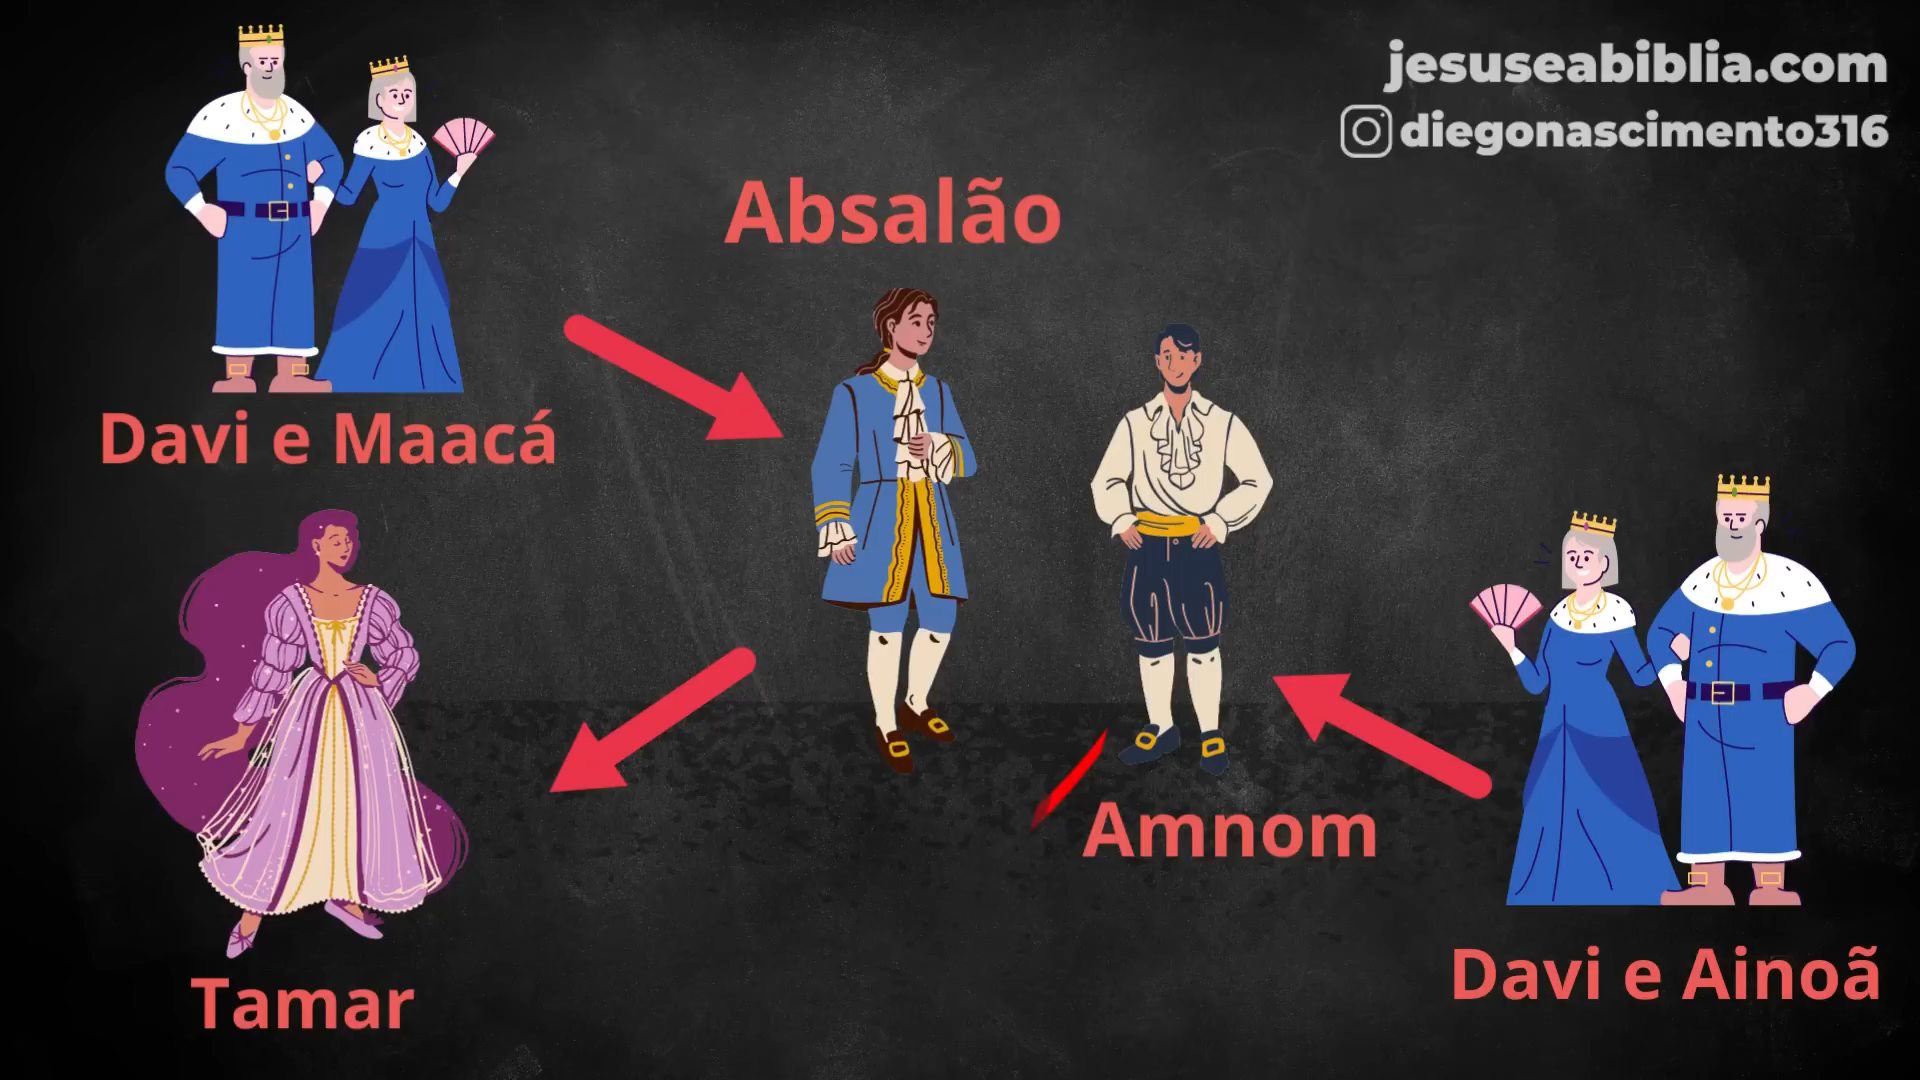 jesuseabiblia.com
diegonascimento316
Absalão
Davi e Maacá
Amnom
Davi e Ainoã
Tamar